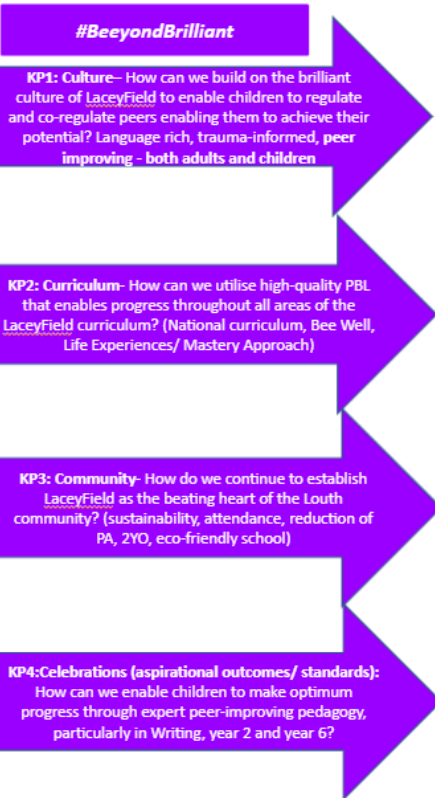 #BeeyondBrilliant
KP1: Culture– How can we build on the brilliant
culture of LaceyField to enable children to regulate
and co-regulate peers enabling them to achieve their
potential? Language rich, trauma-informed, peer
improving - both adults and children
KP2: Curriculum- How can we utilise high-quality PBL
that enables progress throughout all areas of the
LaceyField curriculum? (National curriculum, Bee Well,
Life Experiences/ Mastery Approach)
KP3: Community- How do we continue to establish
LaceyField as the beating heart of the Louth
community? (sustainability, attendance, reduction of
PA, 2YO, eco-friendly school)
KP4:Celebrations (aspirational outcomes/ standards):
How can we enable children to make optimum
progress through expert peer-improving pedagogy,
particularly in Writing, year 2 and year 6?